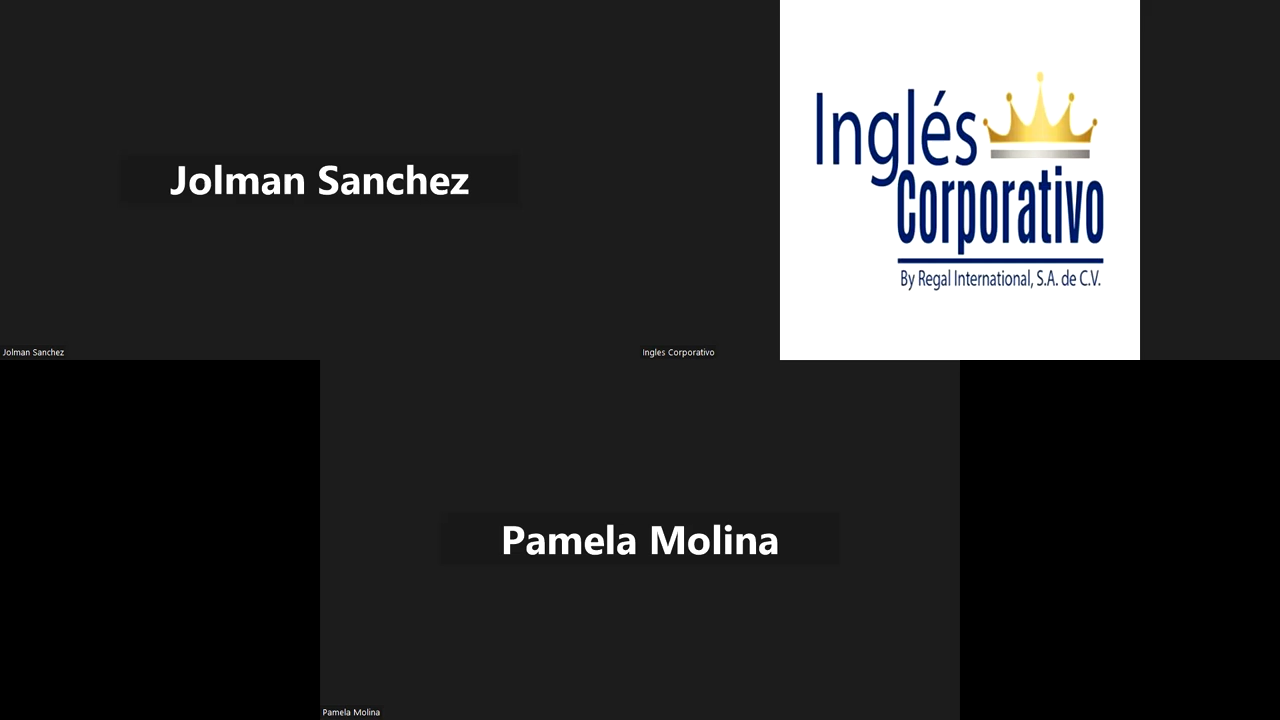 Jolman Sanchez
Inglés
Corporativo
By Regal International, S.A. de C.V.
Jolman Sanchez
Ingles Corporativo
Pamela Molina
Pamela Molina